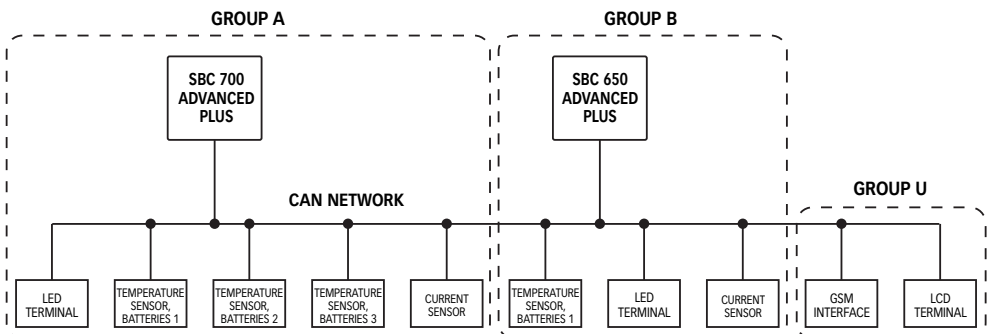 GROUP A
GROUP B
SBC 700
ADVANCED
PLUS
SBC 650
ADVANCED
PLUS
GROUP U
CAN NETWORK
LED
TERMINAL
TEMPERATURE
SENSOR,
BATTERIES 1
TEMPERATURE
SENSOR,
BATTERIES 2
TEMPERATURE
SENSOR,
BATTERIES 3
CURRENT
SENSOR
TEMPERATURE
SENSOR,
BATTERIES 1
LED
TERMINAL
CURRENT
SENSOR
GSM
INTERFACE
LCD
TERMINAL